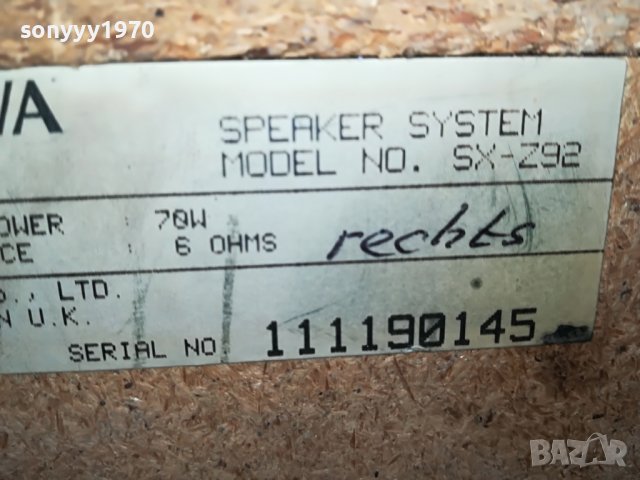 sonyyy1970
WA
SPEAKER SYSTEM
MODEL NO. SX-Z92
OWER : 70W
CE : 6 OHMS
rechts
., LTD.
N U.K.
SERIAL NO 111190145
BAZAR